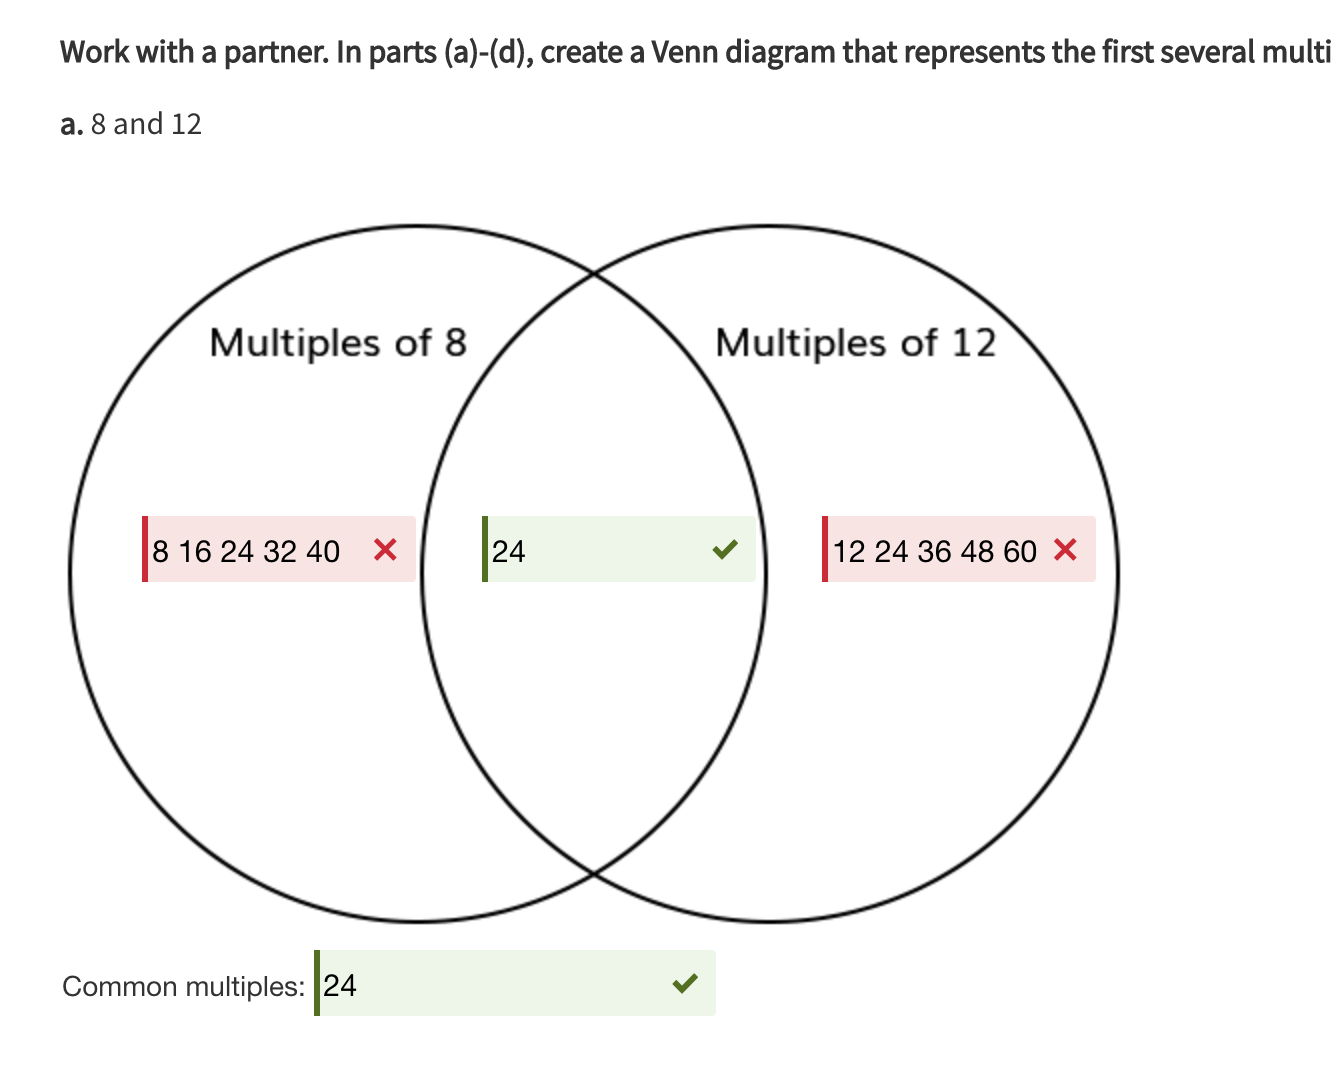 Work with a partner. In parts (a)-(d), create a Venn diagram that represents the first several multi
a. 8 and 12
Multiples of 8
Multiples of 12
8 16 24 32 40
24
12 24 36 48 60
Common multiples: 24